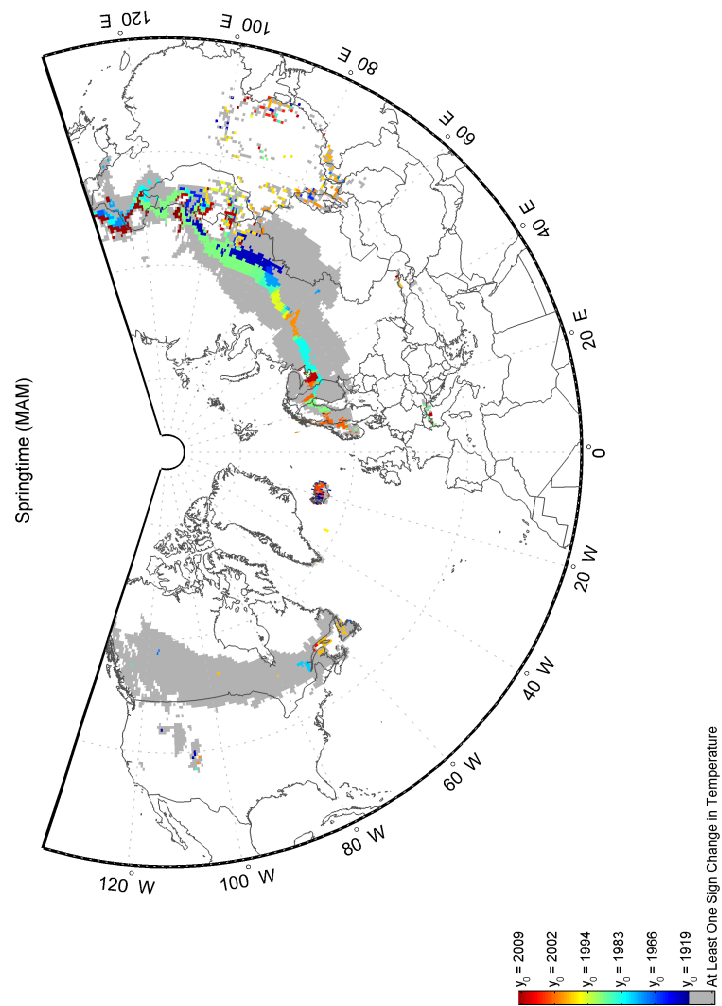 Springtime (MAM)
120 E
100 E
80 E
60 E
40 E
20 E
0
20 W
40 W
60 W
80 W
100 W
120 W
y0 = 2009
y0 = 2002
y0 = 1994
y0 = 1983
y0 = 1966
y0 = 1919
At Least One Sign Change in Temperature